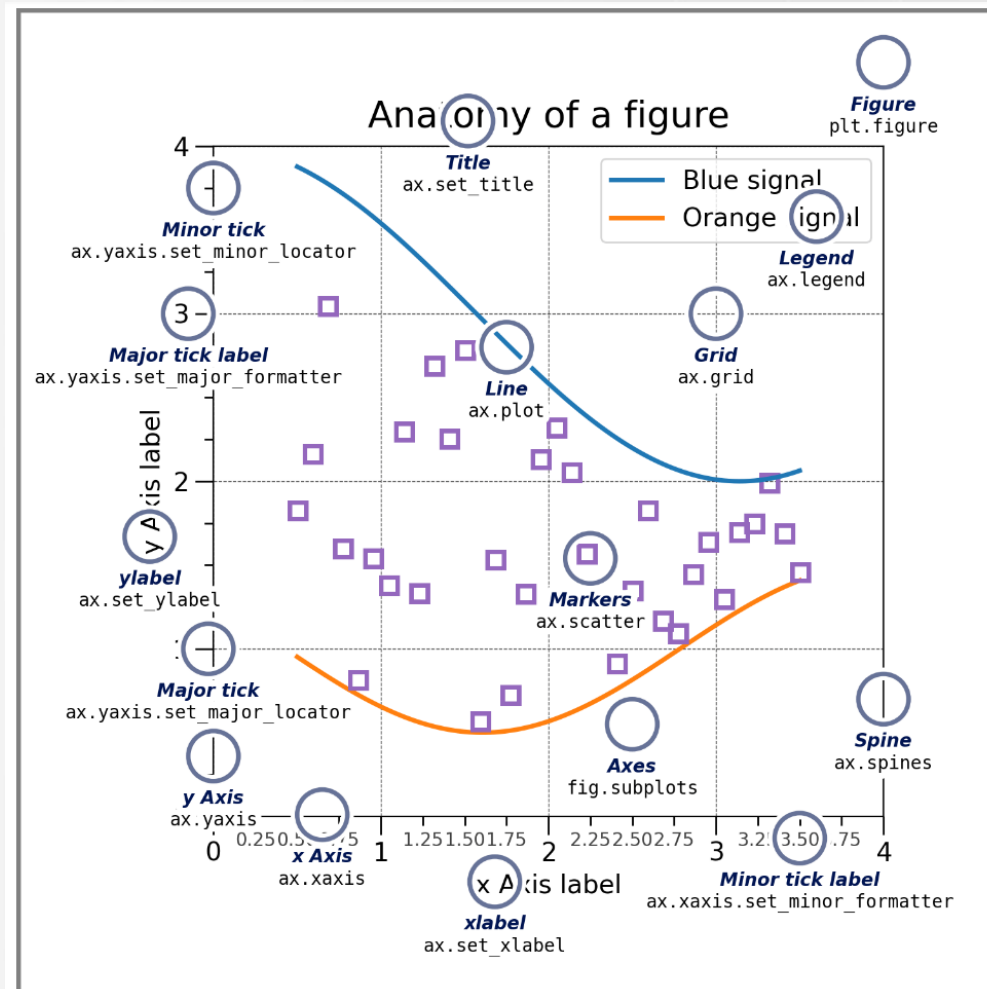 Figure
plt.figure
Anatomy of a figure
Title
ax.set_title
4
Blue signal
Orange signal
Legend
ax.legend
Minor tick
ax.yaxis.set_minor_locator
3
Major tick label
ax.yaxis.set_major_formatter
Grid
ax.grid
Line
ax.plot
2
y Axis label
ylabel
ax.set_ylabel
Markers
ax.scatter
Major tick
ax.yaxis.set_major_locator
Spine
ax.spines
Axes
fig.subplots
y Axis
ax.yaxis
0.25 1.25 1.50 1.75 2.25 2.50 2.75 3.50
0 1 2 3 4
x Axis
ax.xaxis
x Axis label
xlabel
ax.set_xlabel
Minor tick label
ax.xaxis.set_minor_formatter